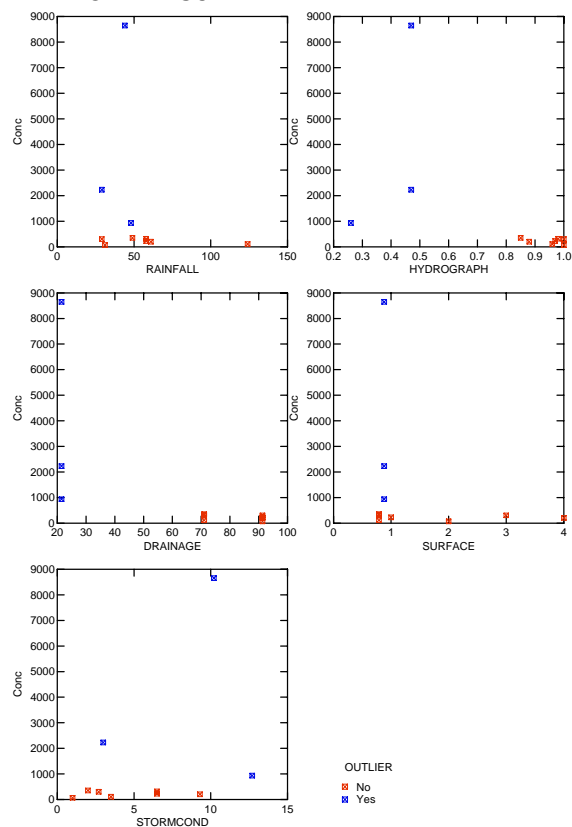 9000 9000
8000 8000
7000 7000
6000 6000
5000 5000
Conc Conc
4000 4000
3000 3000
2000 2000
1000 1000
0 0
0 50 100 150 0.2 0.3 0.4 0.5 0.6 0.7 0.8 0.9 1.0
RAINFALL HYDROGRAPH
9000 9000
8000 8000
7000 7000
6000 6000
5000 5000
Conc Conc
4000 4000
3000 3000
2000 2000
1000 1000
0 0
20 30 40 50 60 70 80 90 100 0 1 2 3 4
DRAINAGE SURFACE
9000
8000
7000
6000
5000
Conc
4000
3000
2000
1000
0
0 5 10 15
STORMCOND
OUTLIER
No
Yes